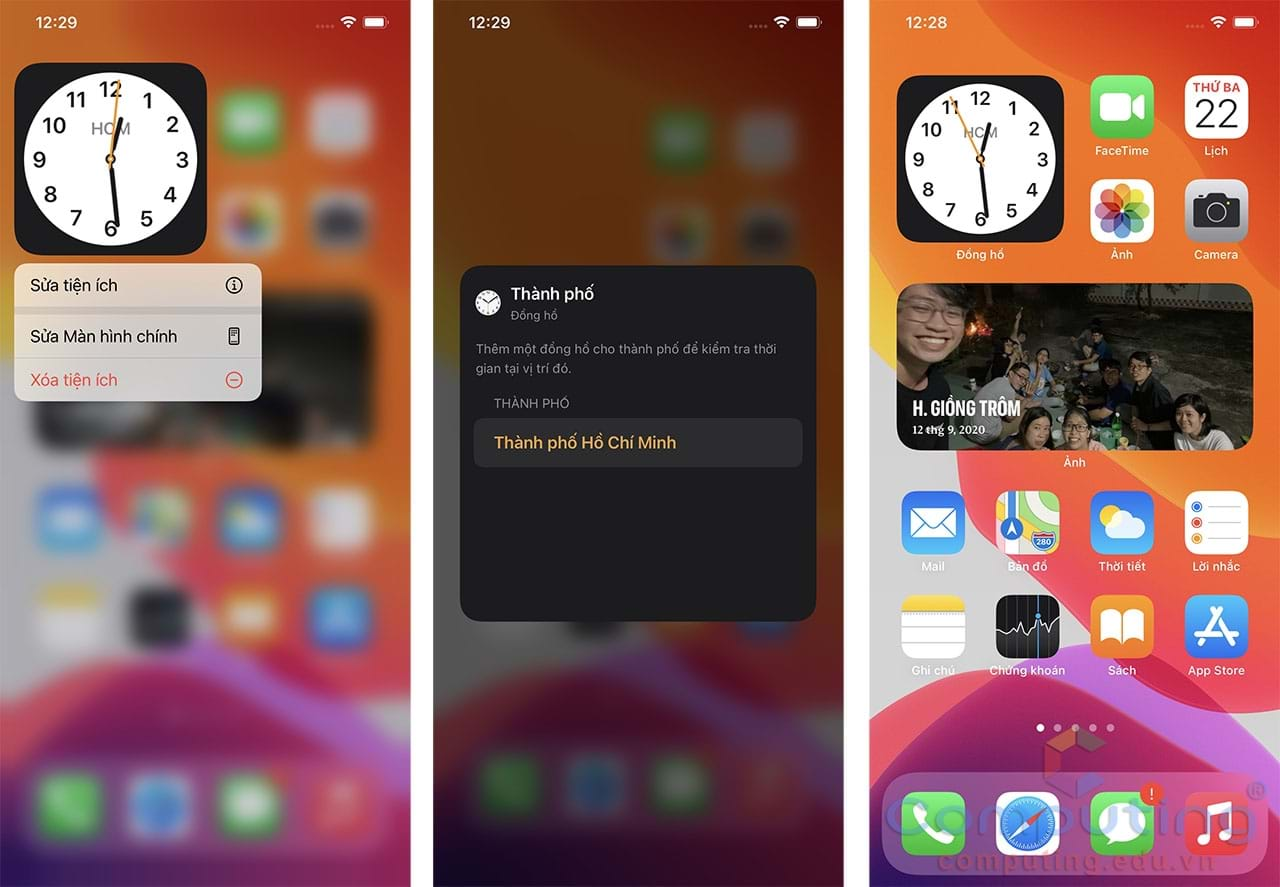 12:29
12
11
1
10
HCM
2
9
3
8
4
7
5
6
Sửa tiện ích
Sửa Màn hình chính
Xóa tiện ích
12:29
Thành phố
Đồng hồ
Thêm một đồng hồ cho thành phố để kiểm tra thời
gian tại vị trí đó.
THÀNH PHỐ
Thành phố Hồ Chí Minh
12:28
12
11
1
10
HCM
2
9
3
8
4
7
5
6
Đồng hồ
FaceTime
THỨ BA
22
Lịch
Ảnh
Camera
H. GIỒNG TRÔM
12 thg 9, 2020
Ảnh
Mail
280
Bản đồ
Thời tiết
Lời nhắc
Ghi chú
Chứng khoán
Sách
App Store
!
Computing®
computing.edu.vn